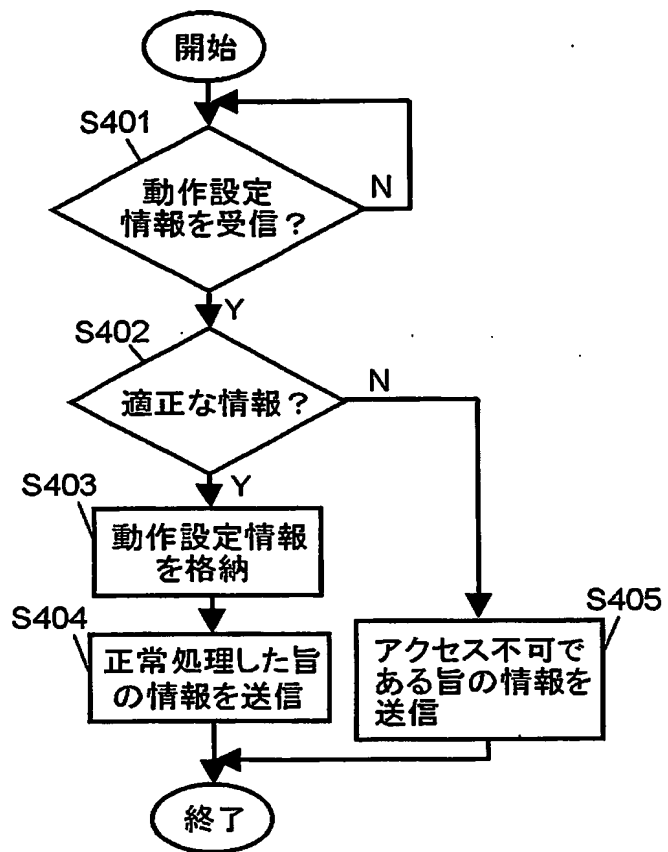 開始
S401
動作設定
情報を受信?
N
Y
S402
適正な情報?
N
Y
S403
動作設定情報
を格納
S404
正常処理した旨
の情報を送信
S405
アクセス不可で
ある旨の情報を
送信
終了